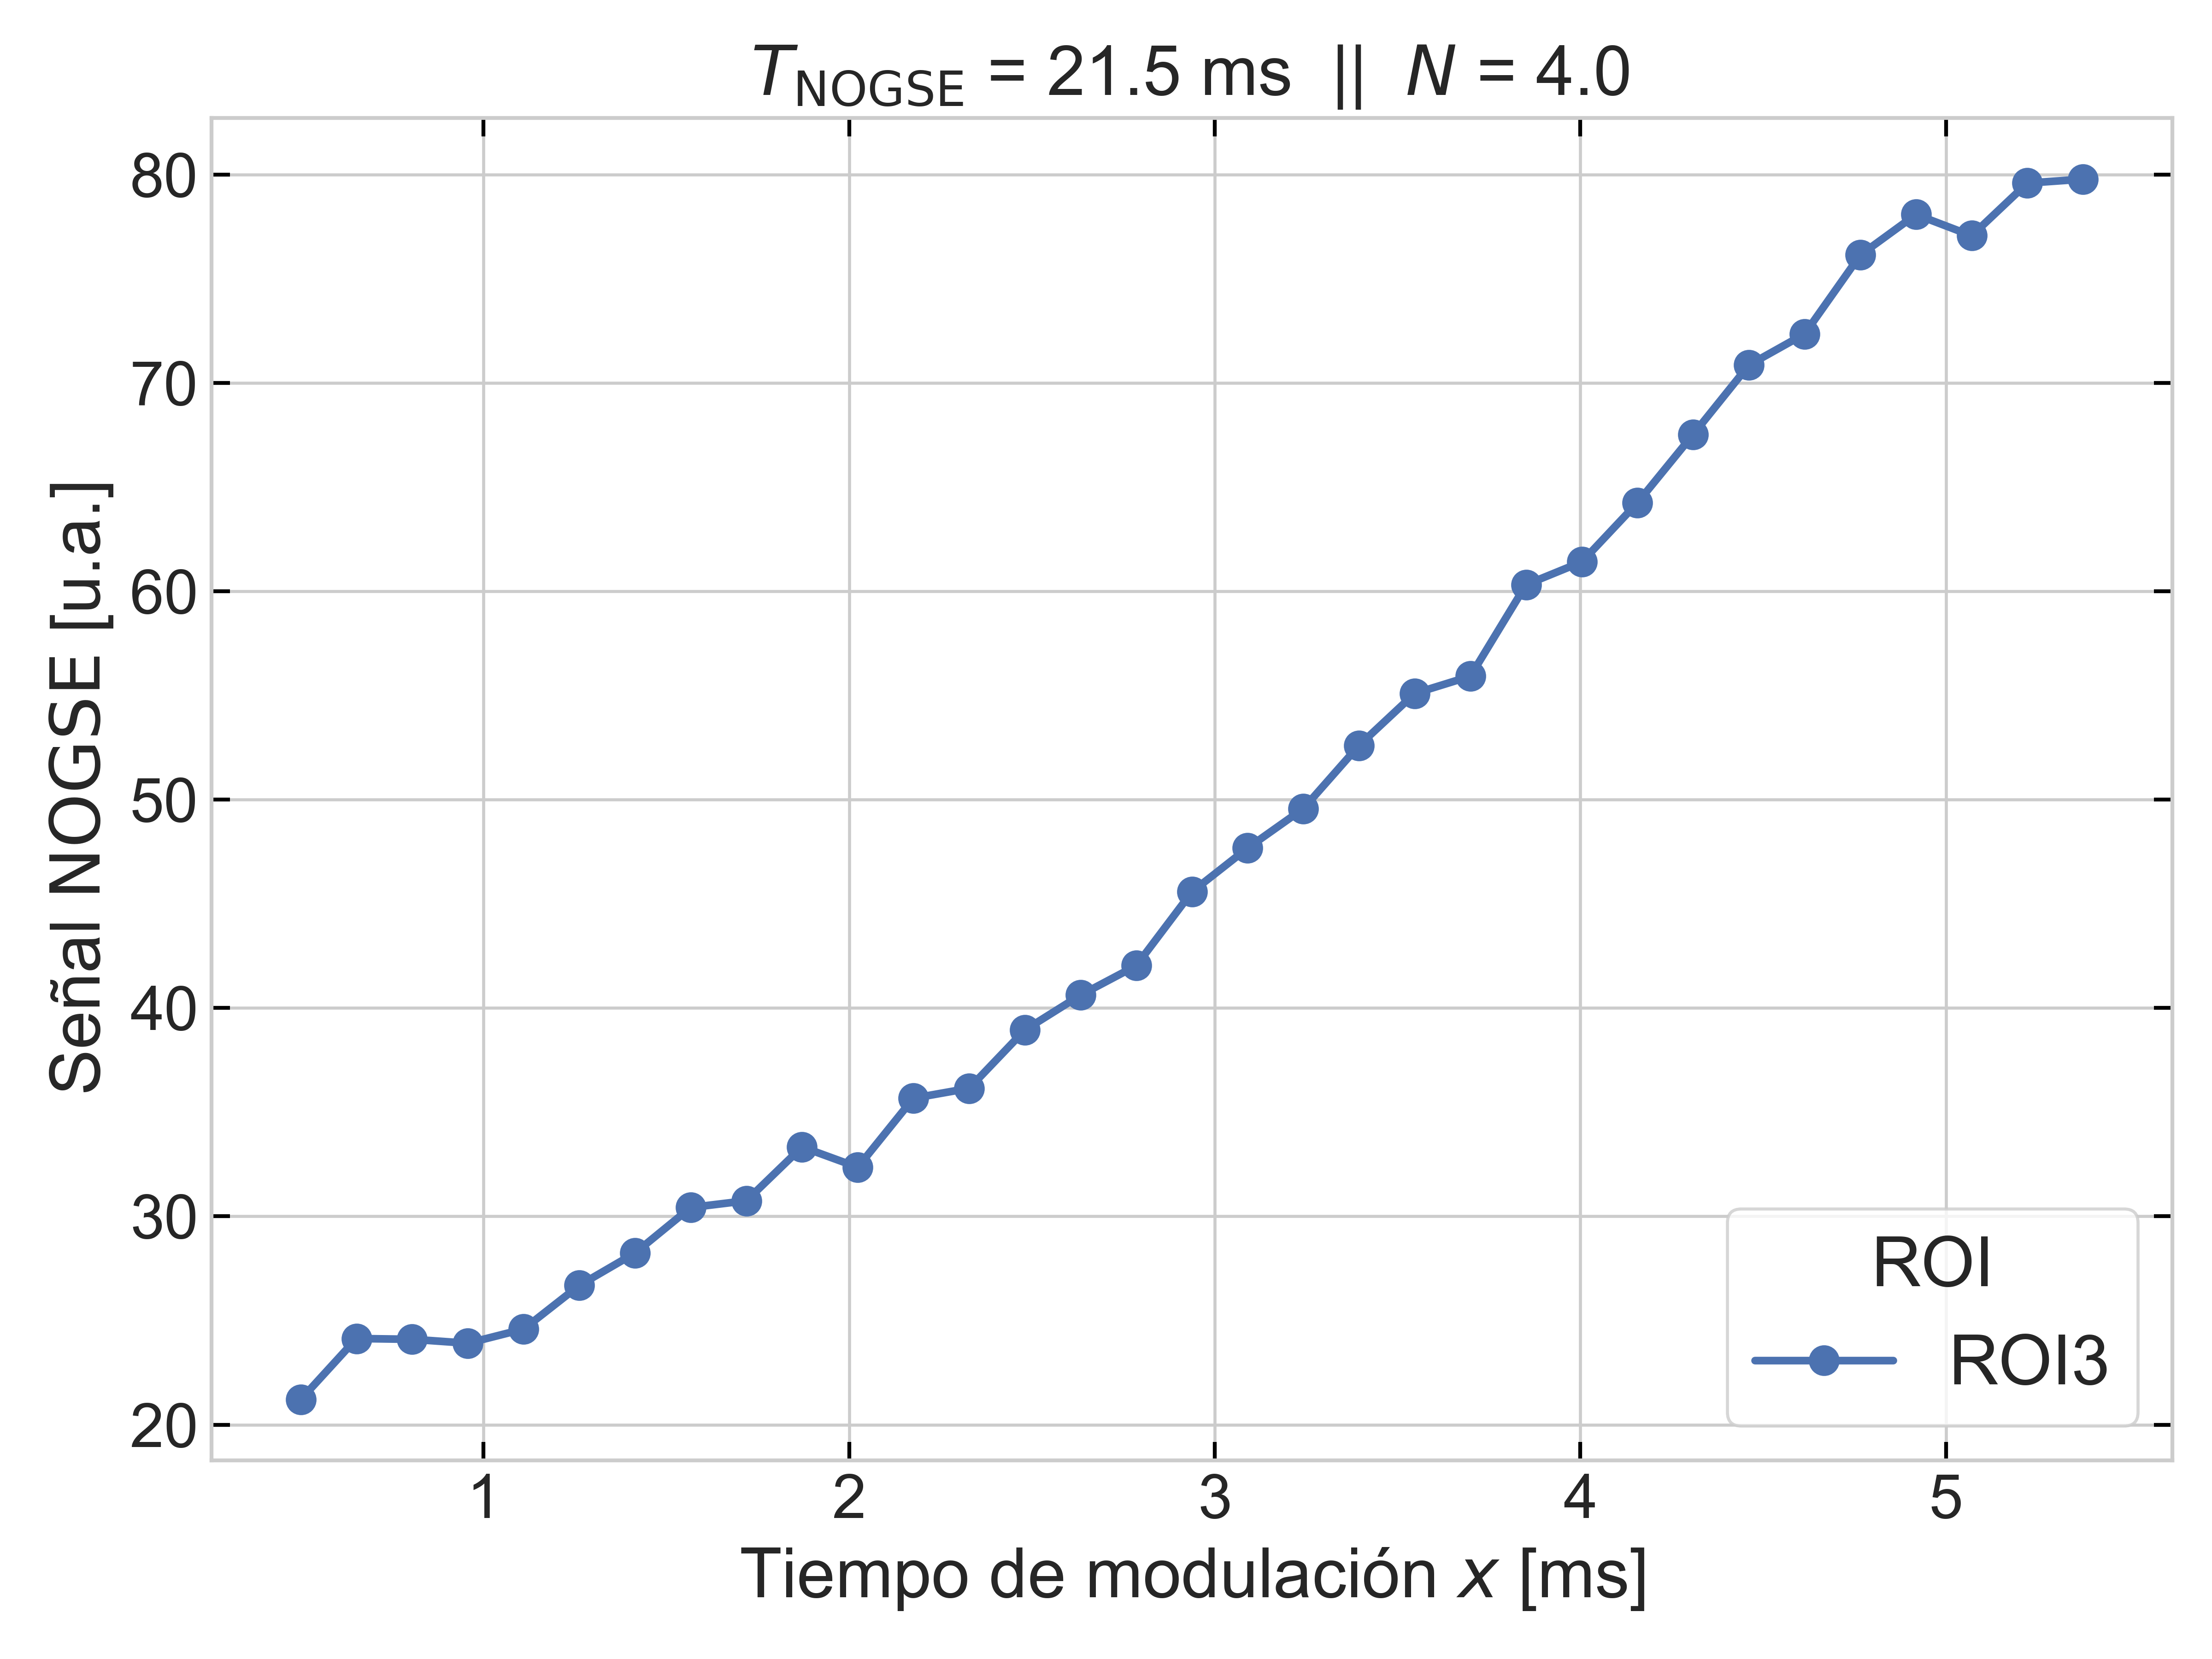 T_NOGSE = 21.5 ms || N = 4.0
Señal NOGSE [u.a.]
80
70
60
50
40
30
20
ROI
ROI3
1 2 3 4 5
Tiempo de modulación x [ms]